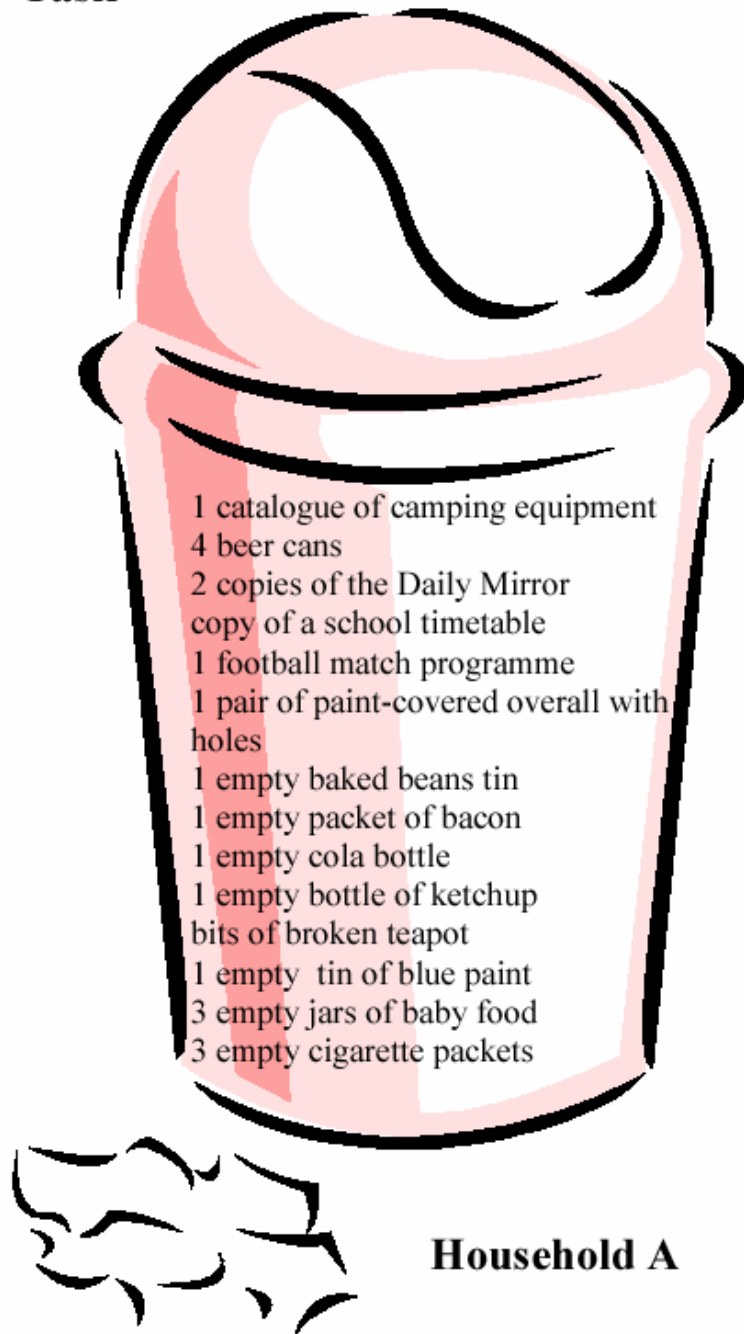 1 catalogue of camping equipment
4 beer cans
2 copies of the Daily Mirror
copy of a school timetable
1 football match programme
1 pair of paint-covered overall with
holes
1 empty baked beans tin
1 empty packet of bacon
1 empty cola bottle
1 empty bottle of ketchup
bits of broken teapot
1 empty  tin of blue paint
3 empty jars of baby food
3 empty cigarette packets
Household A